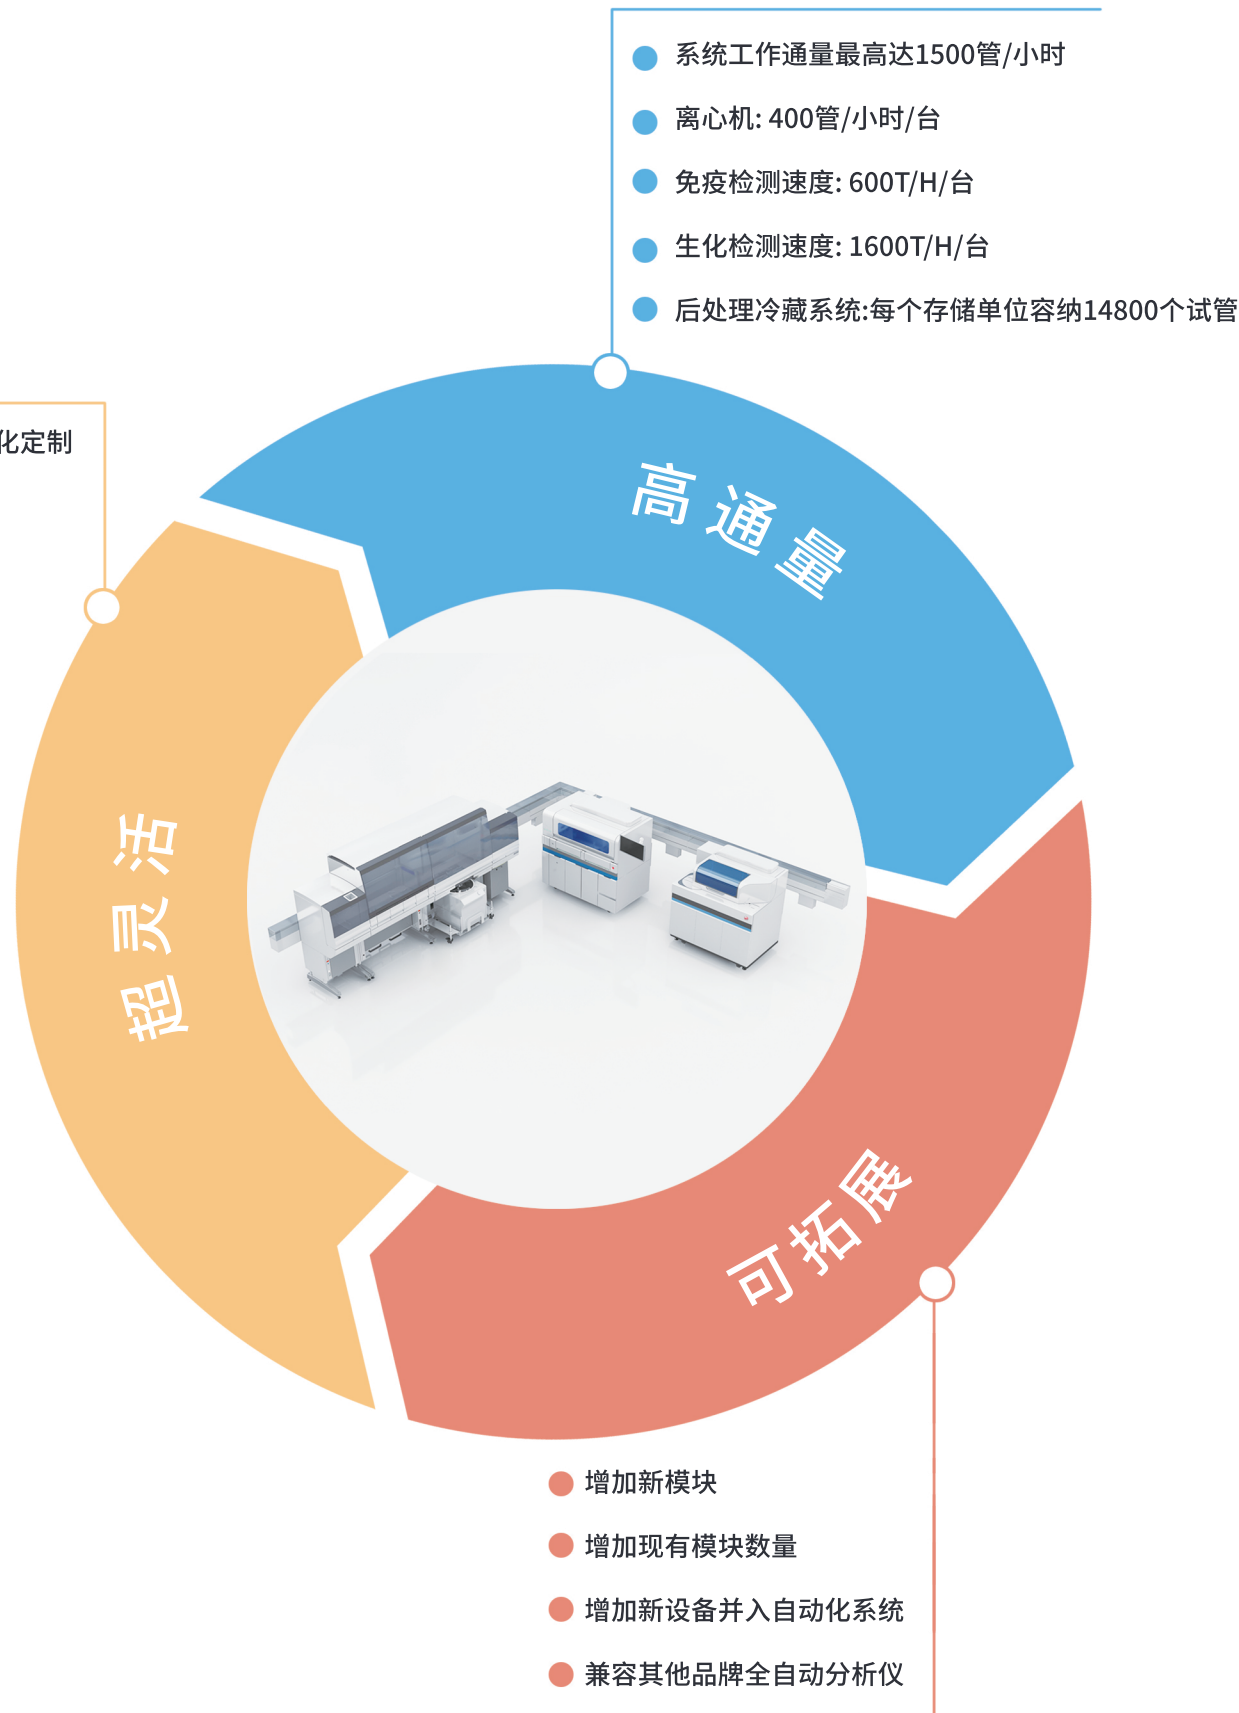 系统工作通量最高达1500管/小时
离心机: 400管/小时/台
免疫检测速度: 600T/H/台
生化检测速度: 1600T/H/台
后处理冷藏系统:每个存储单位容纳14800个试管
化定制
高通量
超灵活
可拓展
增加新模块
增加现有模块数量
增加新设备并入自动化系统
兼容其他品牌全自动分析仪